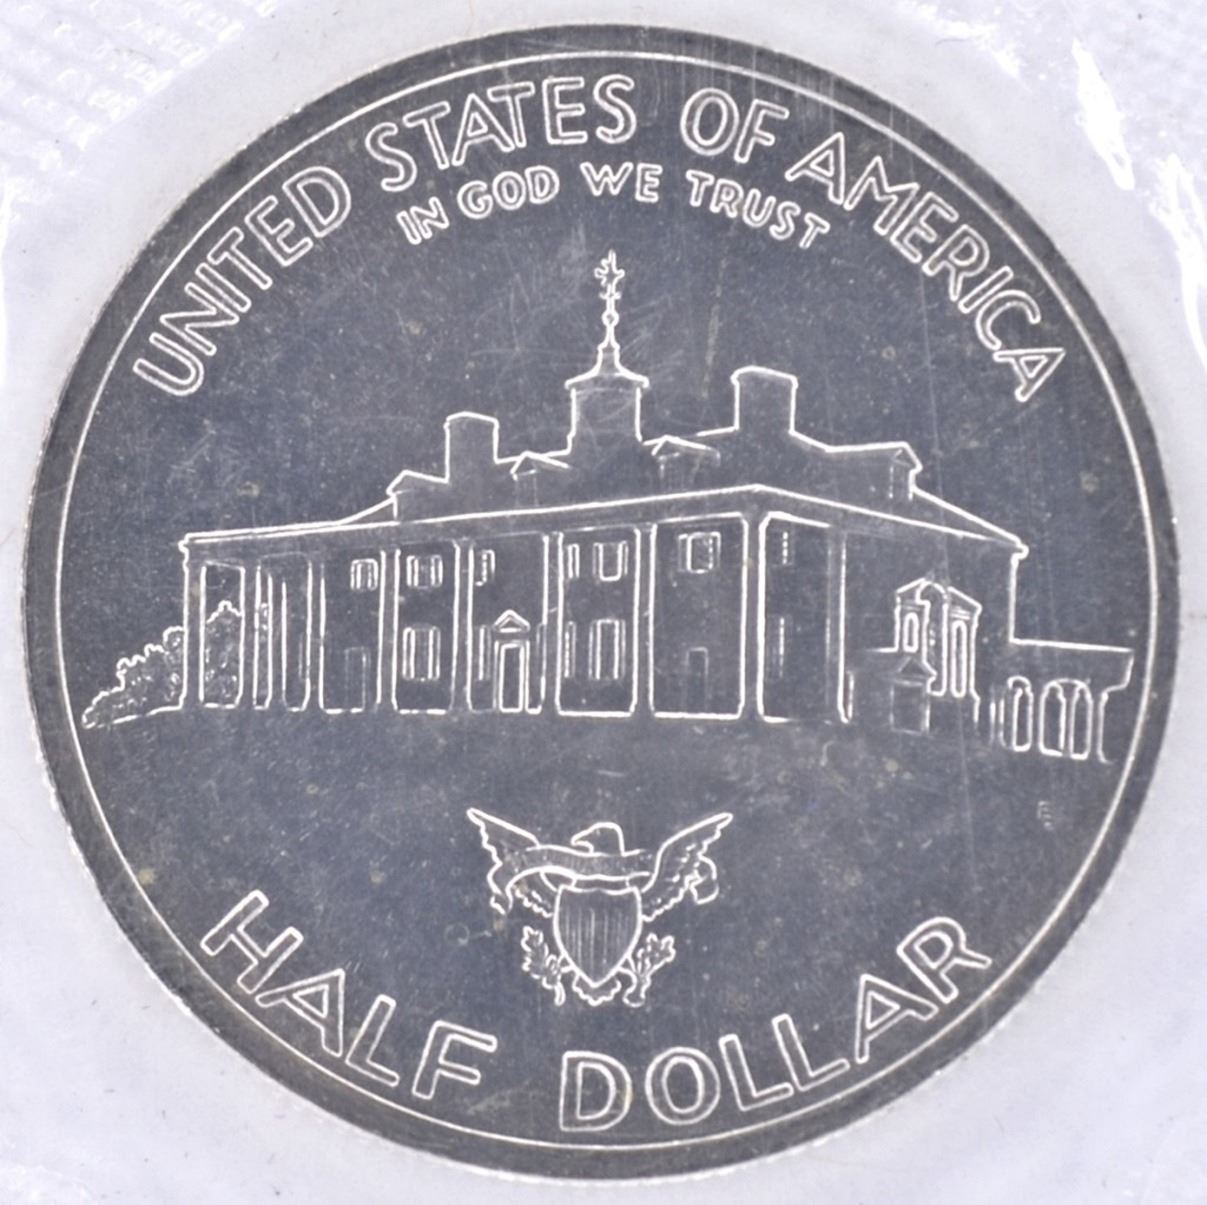 UNITED STATES OF AMERICA
IN GOD WE TRUST
HALF DOLLAR